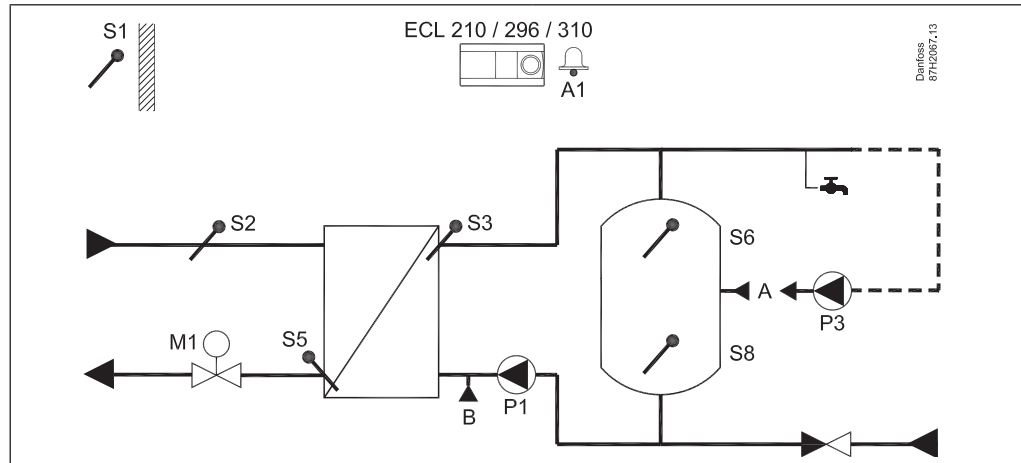 S1
ECL 210 / 296 / 310
A1
Danfoss
87H2067.13
S2
S3
S6
A
P3
M1
S5
S8
B
P1